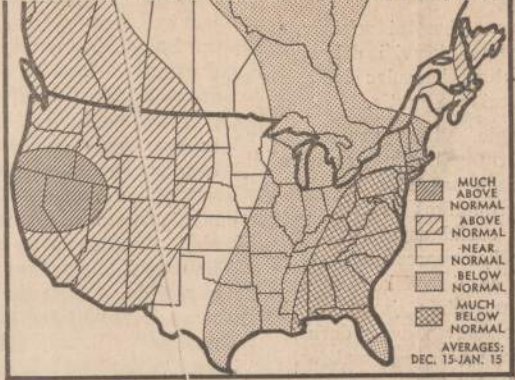 MUCH
ABOVE
NORMAL
ABOVE
NORMAL
NEAR
NORMAL
BELOW
NORMAL
MUCH
BELOW
NORMAL
AVERAGES:
DEC. 15-JAN. 15